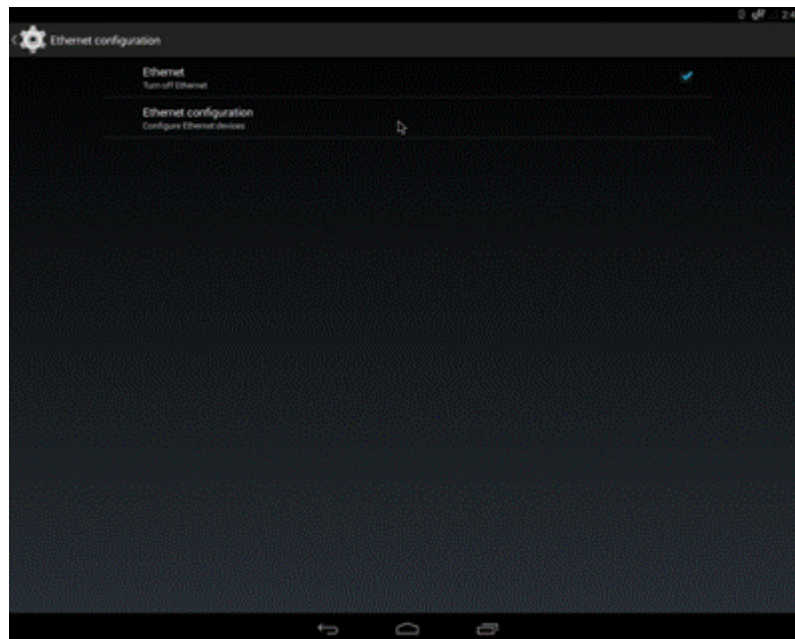 Ethernet configuration
Ethernet
Turn-off Ethernet
Ethernet configuration
Configure Ethernet devices